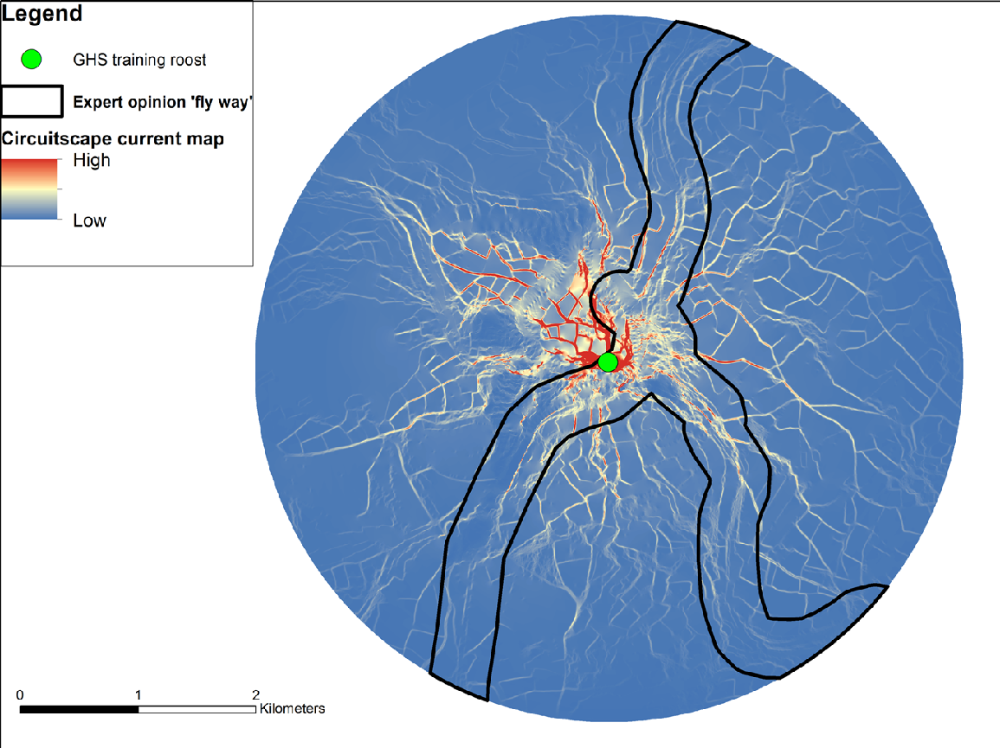 Legend
GHS training roost
Expert opinion 'fly way'
Circuitscape current map
High
Low
0 1 2
Kilometers